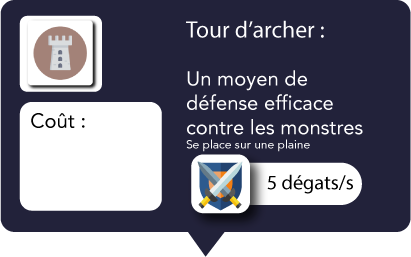 Tour d'archer :
Un moyen de
défense efficace
contre les monstres
Se place sur une plaine
Coût :
5 dégats/s